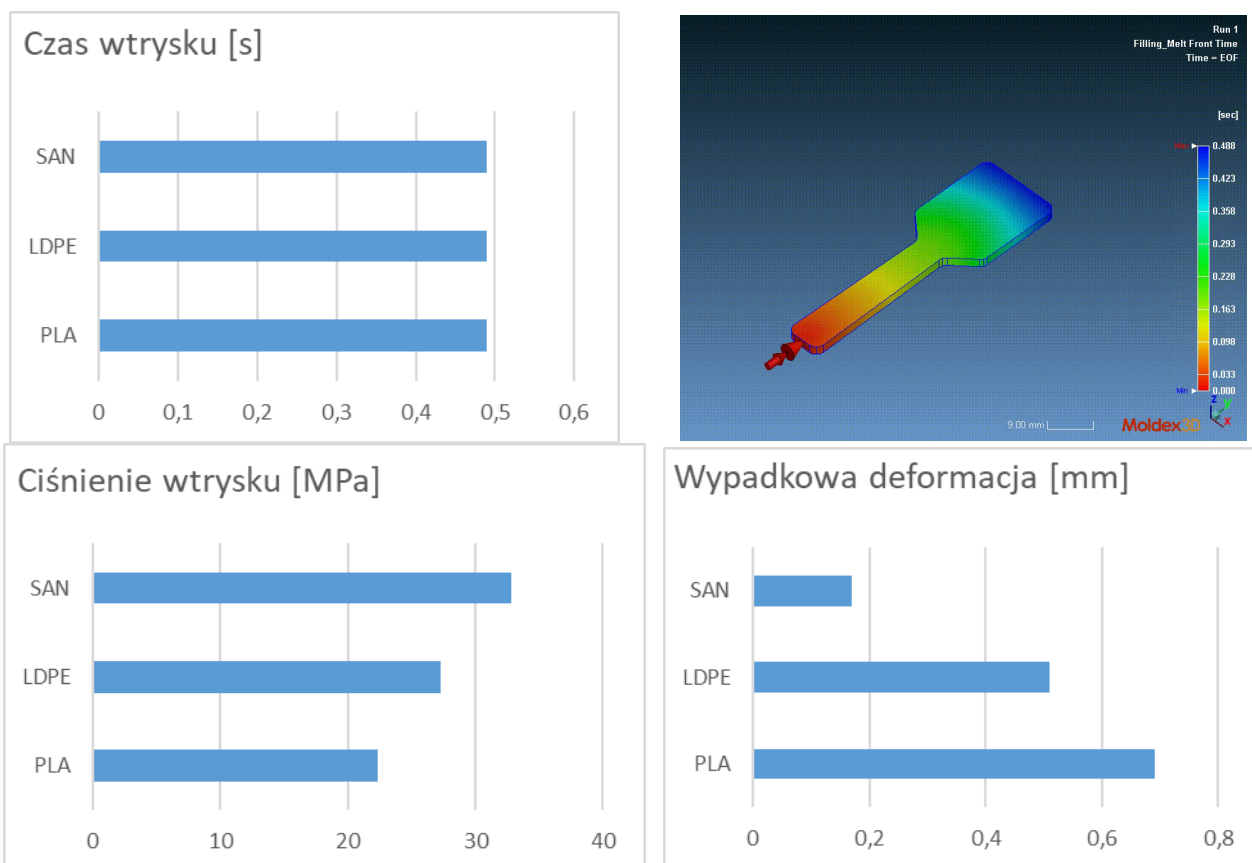 Czas wtrysku [s]
SAN
LDPE
PLA
0 0,1 0,2 0,3 0,4 0,5 0,6
Run 1
Filling_Melt Front Time
Time = EOF
[sec]
Max 0.488
0.423
0.358
0.293
0.228
0.163
0.098
0.033
Min 0.000
9.00 mm
Moldex3D
Z
Y
X
Ciśnienie wtrysku [MPa]
SAN
LDPE
PLA
0 10 20 30 40
Wypadkowa deformacja [mm]
SAN
LDPE
PLA
0 0,2 0,4 0,6 0,8